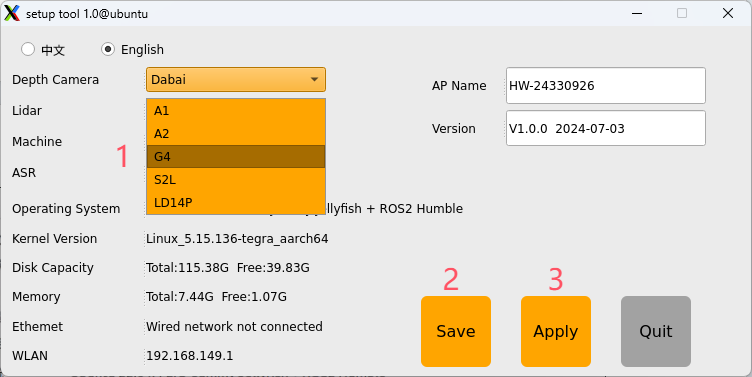 setup tool 1.0@ubuntu
中文 English
Depth Camera Dabai
AP Name HW-24330926
Lidar A1
Version V1.0.0 2024-07-03
A2
Machine
1 G4
ASR S2L
LD14P
Operating System jellyfish + ROS2 Humble
Kernel Version Linux_5.15.136-tegra_aarch64
Disk Capacity Total:115.38G Free:39.83G
Memory Total:7.44G Free:1.07G
Ethemet Wired network not connected
WLAN 192.168.149.1
2 3
Save Apply Quit